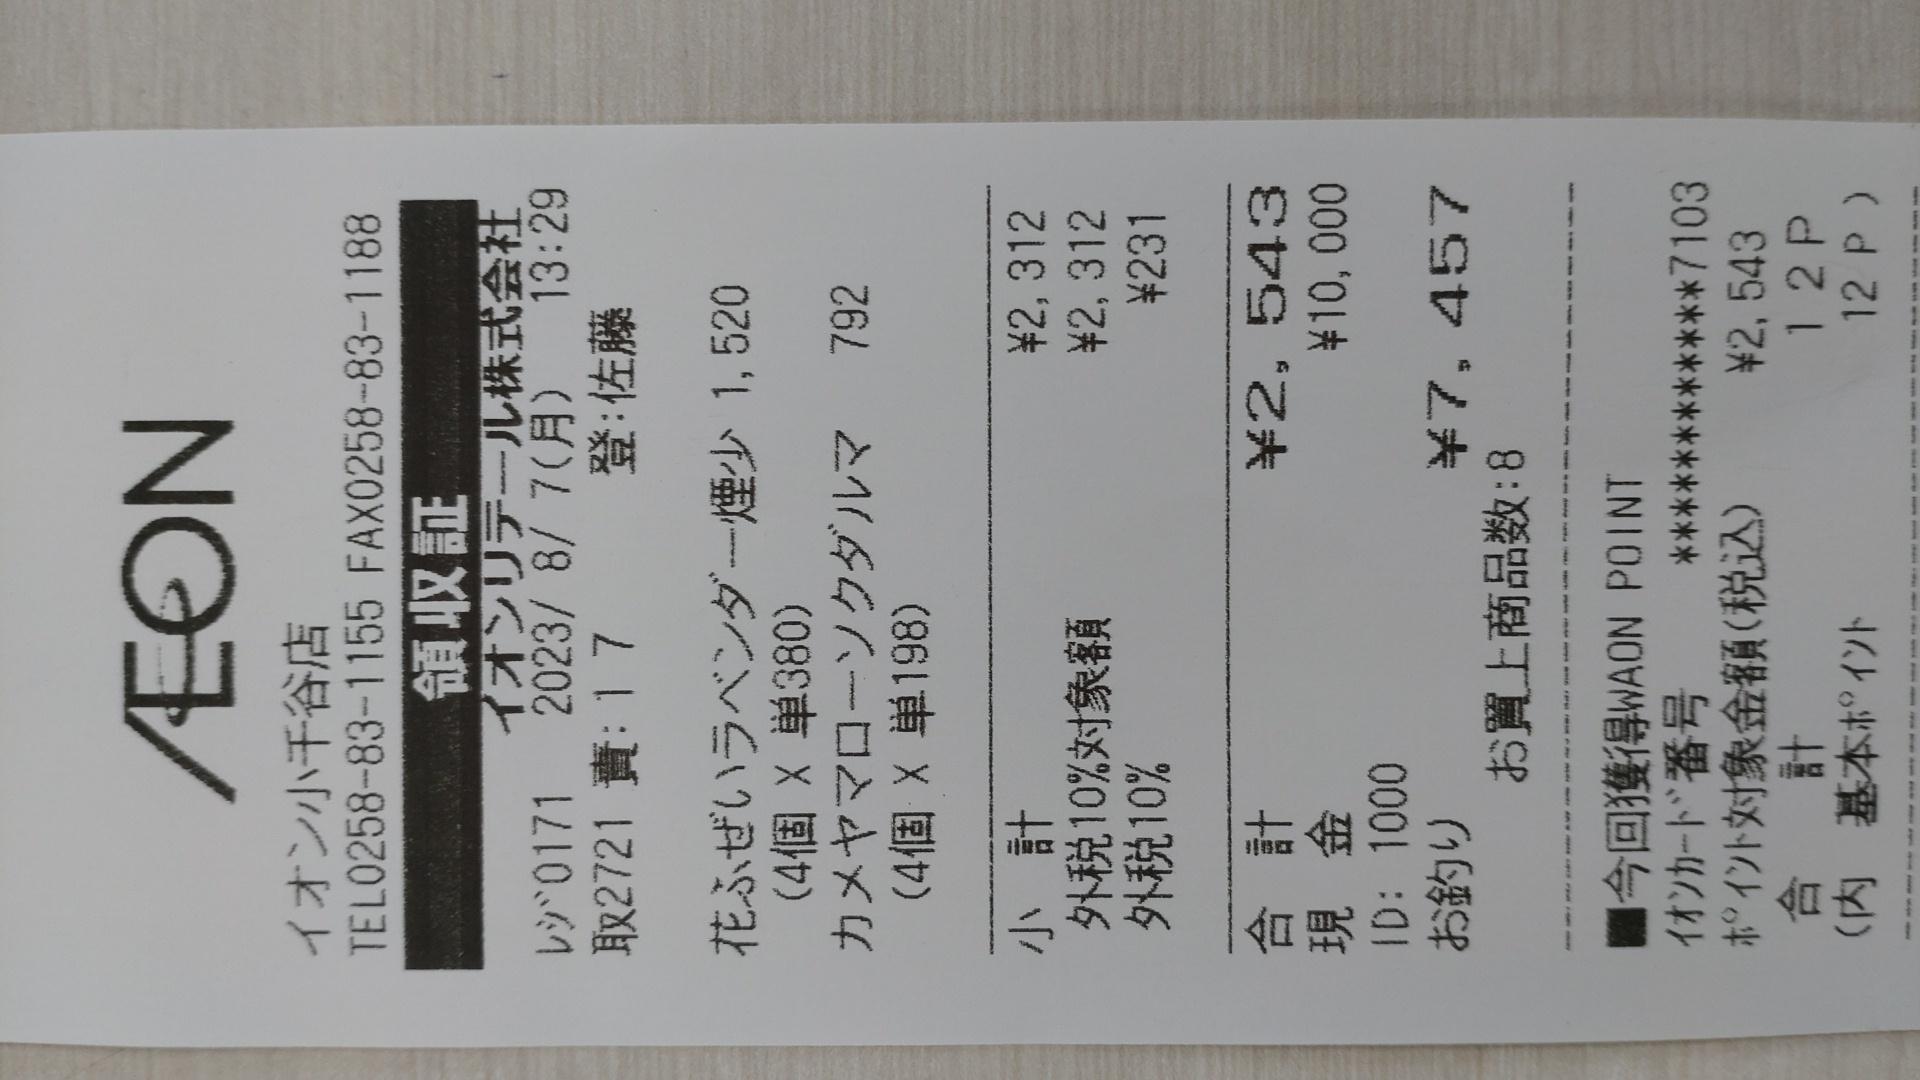 ÆON
イオン小千谷店
TEL0258-83-1155 FAX0258-83-1188
領収証
イオンリテール株式会社
ﾚｼﾞ0171 2023/ 8/ 7(月) 13:29
取2721 責:17 登:佐藤
花ふぜいラベンダー煙少 1,520
(4個 X 単380)
カメヤマローソクダルマ 792
(4個 X 単198)
小 計 ¥2,312
外税10%対象額 ¥2,312
外税10% ¥231
合 計 ¥2,543
現 金 ¥10,000
ID: 1000
お釣り ¥7,457
お買上商品数:8
■今回獲得WAON POINT
ｲｵﾝｶｰﾄﾞ番号 ************7103
ﾎﾟｲﾝﾄ対象金額(税込) ¥2,543
合 計 12P
(内 基本ﾎﾟｲﾝﾄ 12P)